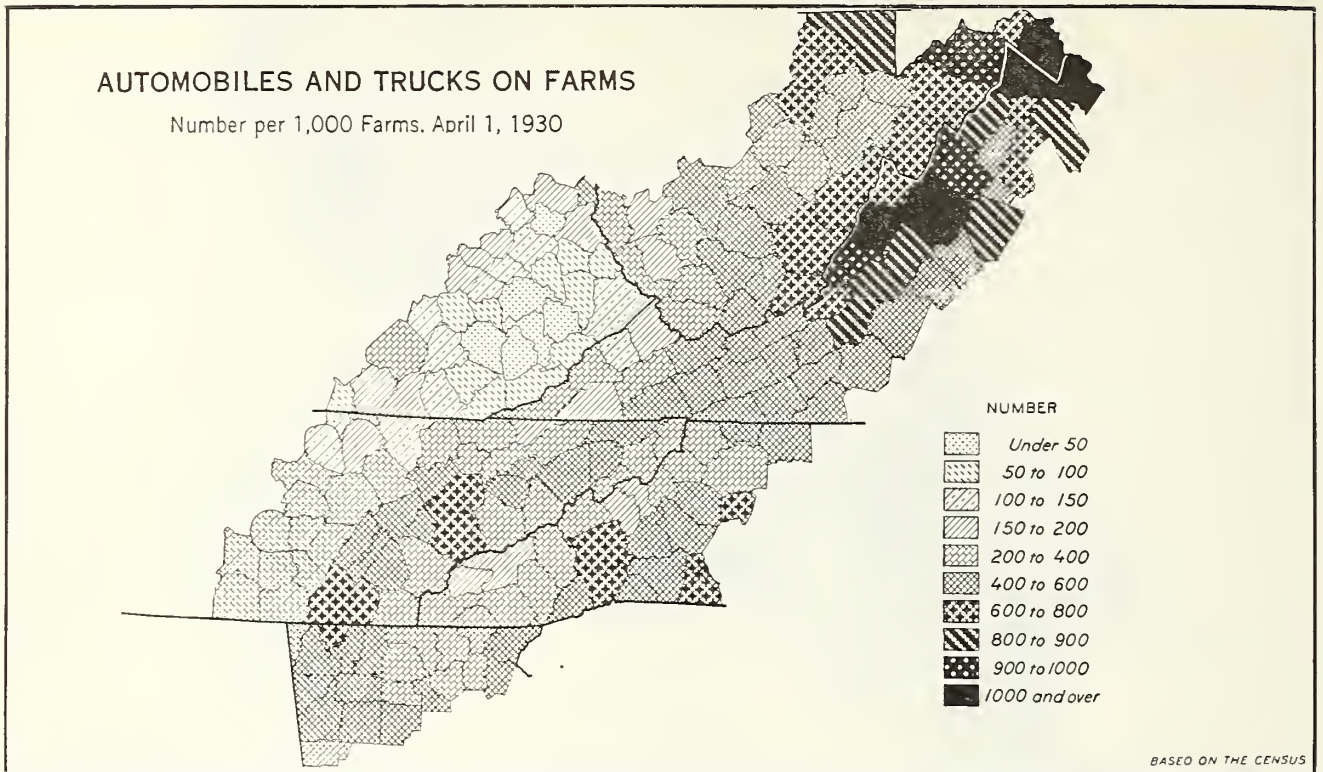 AUTOMOBILES AND TRUCKS ON FARMS
Number per 1,000 Farms, April 1, 1930
NUMBER
Under 50
50 to 100
100 to 150
150 to 200
200 to 400
400 to 600
600 to 800
800 to 900
900 to 1000
1000 and over
BASED ON THE CENSUS